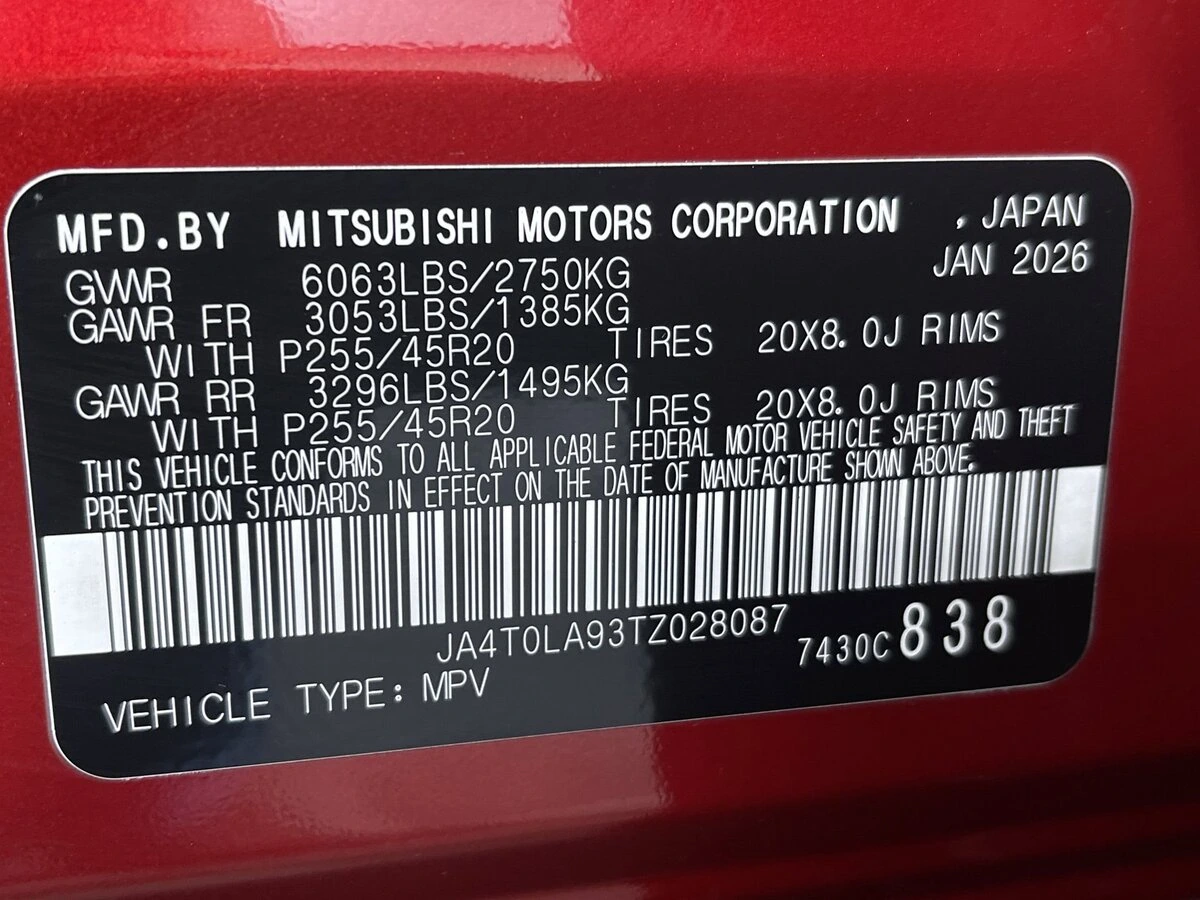 MFD.BY MITSUBISHI MOTORS CORPORATION , JAPAN
JAN 2026
GVWR 6063LBS/2750KG
GAWR FR 3053LBS/1385KG
WITH P255/45R20 TIRES 20X8.0J RIMS
GAWR RR 3296LBS/1495KG
WITH P255/45R20 TIRES 20X8.0J RIMS
THIS VEHICLE CONFORMS TO ALL APPLICABLE FEDERAL MOTOR VEHICLE SAFETY AND THEFT
PREVENTION STANDARDS IN EFFECT ON THE DATE OF MANUFACTURE SHOWN ABOVE.
JA4T0LA93TZ028087 7430C 838
VEHICLE TYPE: MPV